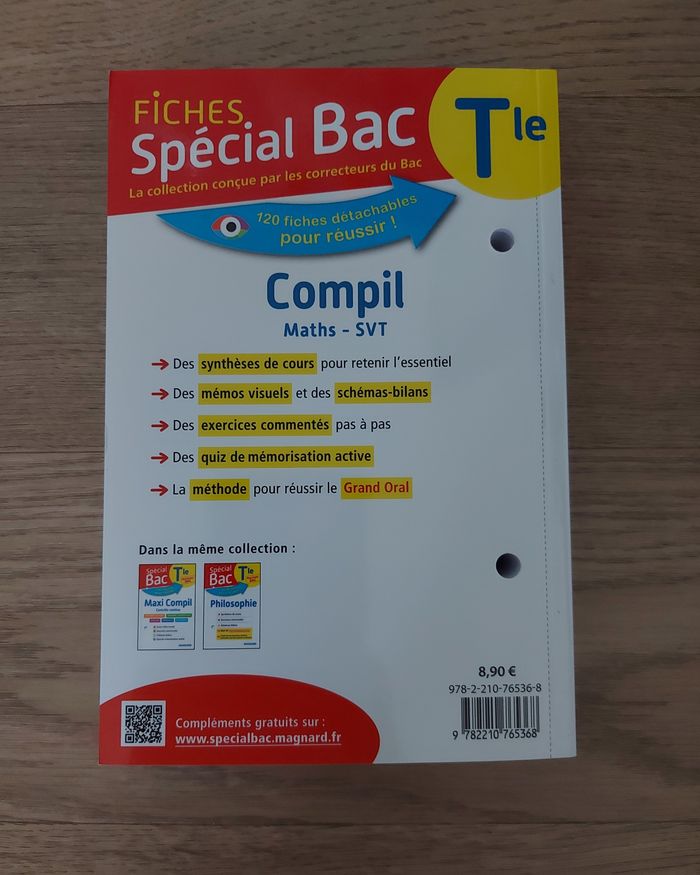 FiCHES
Spécial Bac
Tle
La collection conçue par les correcteurs du Bac
120 fiches détachables
pour réussir !
Compil
Maths - SVT
Des synthèses de cours pour retenir l'essentiel
Des mémos visuels et des schémas-bilans
Des exercices commentés pas à pas
Des quiz de mémorisation active
La méthode pour réussir le Grand Oral
Dans la même collection :
Spécial
Bac
Tle
Maxi Compil
Contrôle continu
Spécial
Bac
Tle
Philosophie
8,90 €
978-2-210-76536-8
9 782210 765368
Compléments gratuits sur :
www.specialbac.magnard.fr